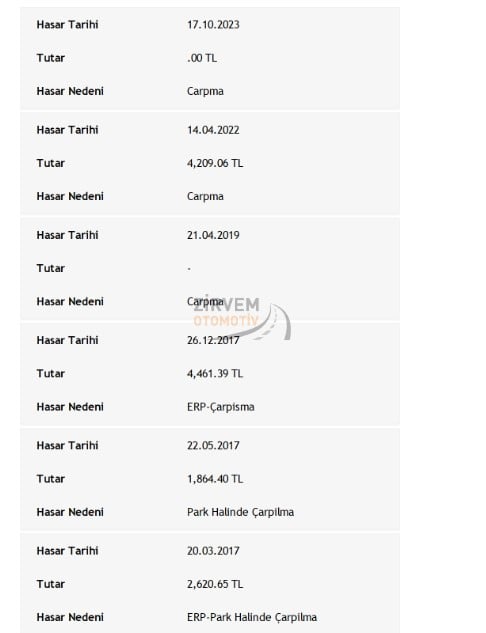 Hasar Tarihi 17.10.2023
Tutar .00 TL
Hasar Nedeni Carpma
Hasar Tarihi 14.04.2022
Tutar 4,209.06 TL
Hasar Nedeni Carpma
Hasar Tarihi 21.04.2019
Tutar -
Hasar Nedeni Carpma
ZİRVEM
OTOMOTİV
Hasar Tarihi 26.12.2017
Tutar 4,461.39 TL
Hasar Nedeni ERP-Çarpisma
Hasar Tarihi 22.05.2017
Tutar 1,864.40 TL
Hasar Nedeni Park Halinde Çarpilma
Hasar Tarihi 20.03.2017
Tutar 2,620.65 TL
Hasar Nedeni ERP-Park Halinde Çarpilma